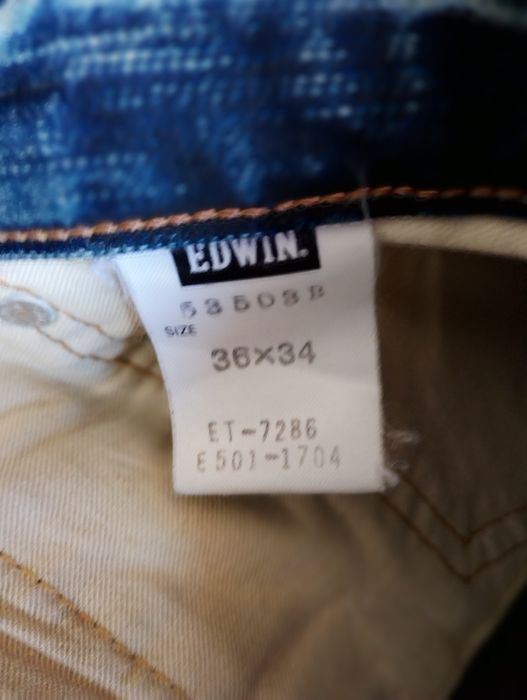 EDWIN.
53503B
SIZE
36×34
ET-7286
E501-1704